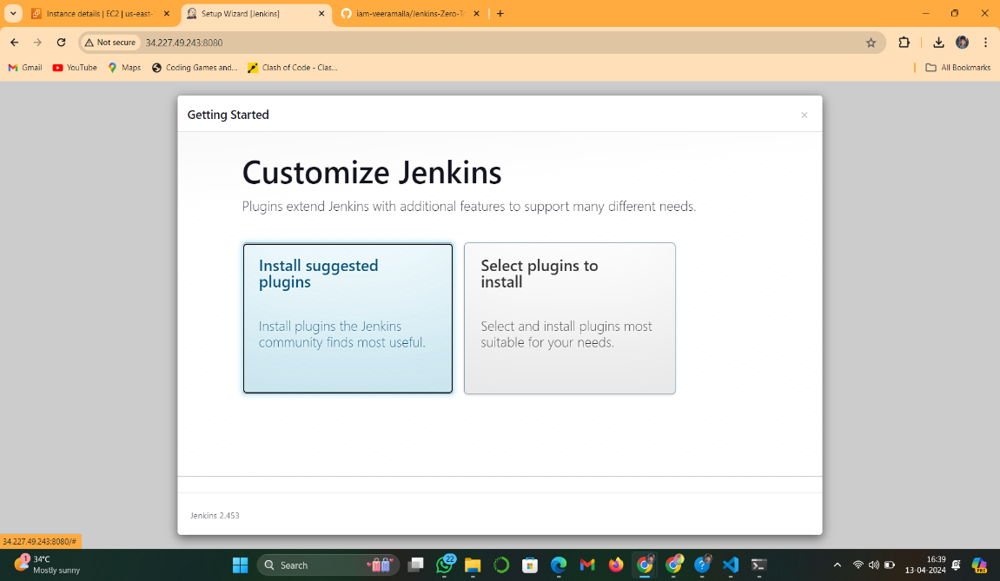 Instance details | EC2 | us-east-
Setup Wizard [Jenkins]
iam-veeramalla/Jenkins-Zero-To
Not secure
34.227.49.243:8080
Gmail
YouTube
Maps
Coding Games and...
Clash of Code - Clas...
All Bookmarks
Getting Started
Customize Jenkins
Plugins extend Jenkins with additional features to support many different needs.
Install suggested
plugins
Install plugins the Jenkins
community finds most useful.
Select plugins to
install
Select and install plugins most
suitable for your needs.
Jenkins 2.453
34.227.49.243:8080/#
1
34°C
Mostly sunny
Search
22
16:39
13-04-2024
PRE